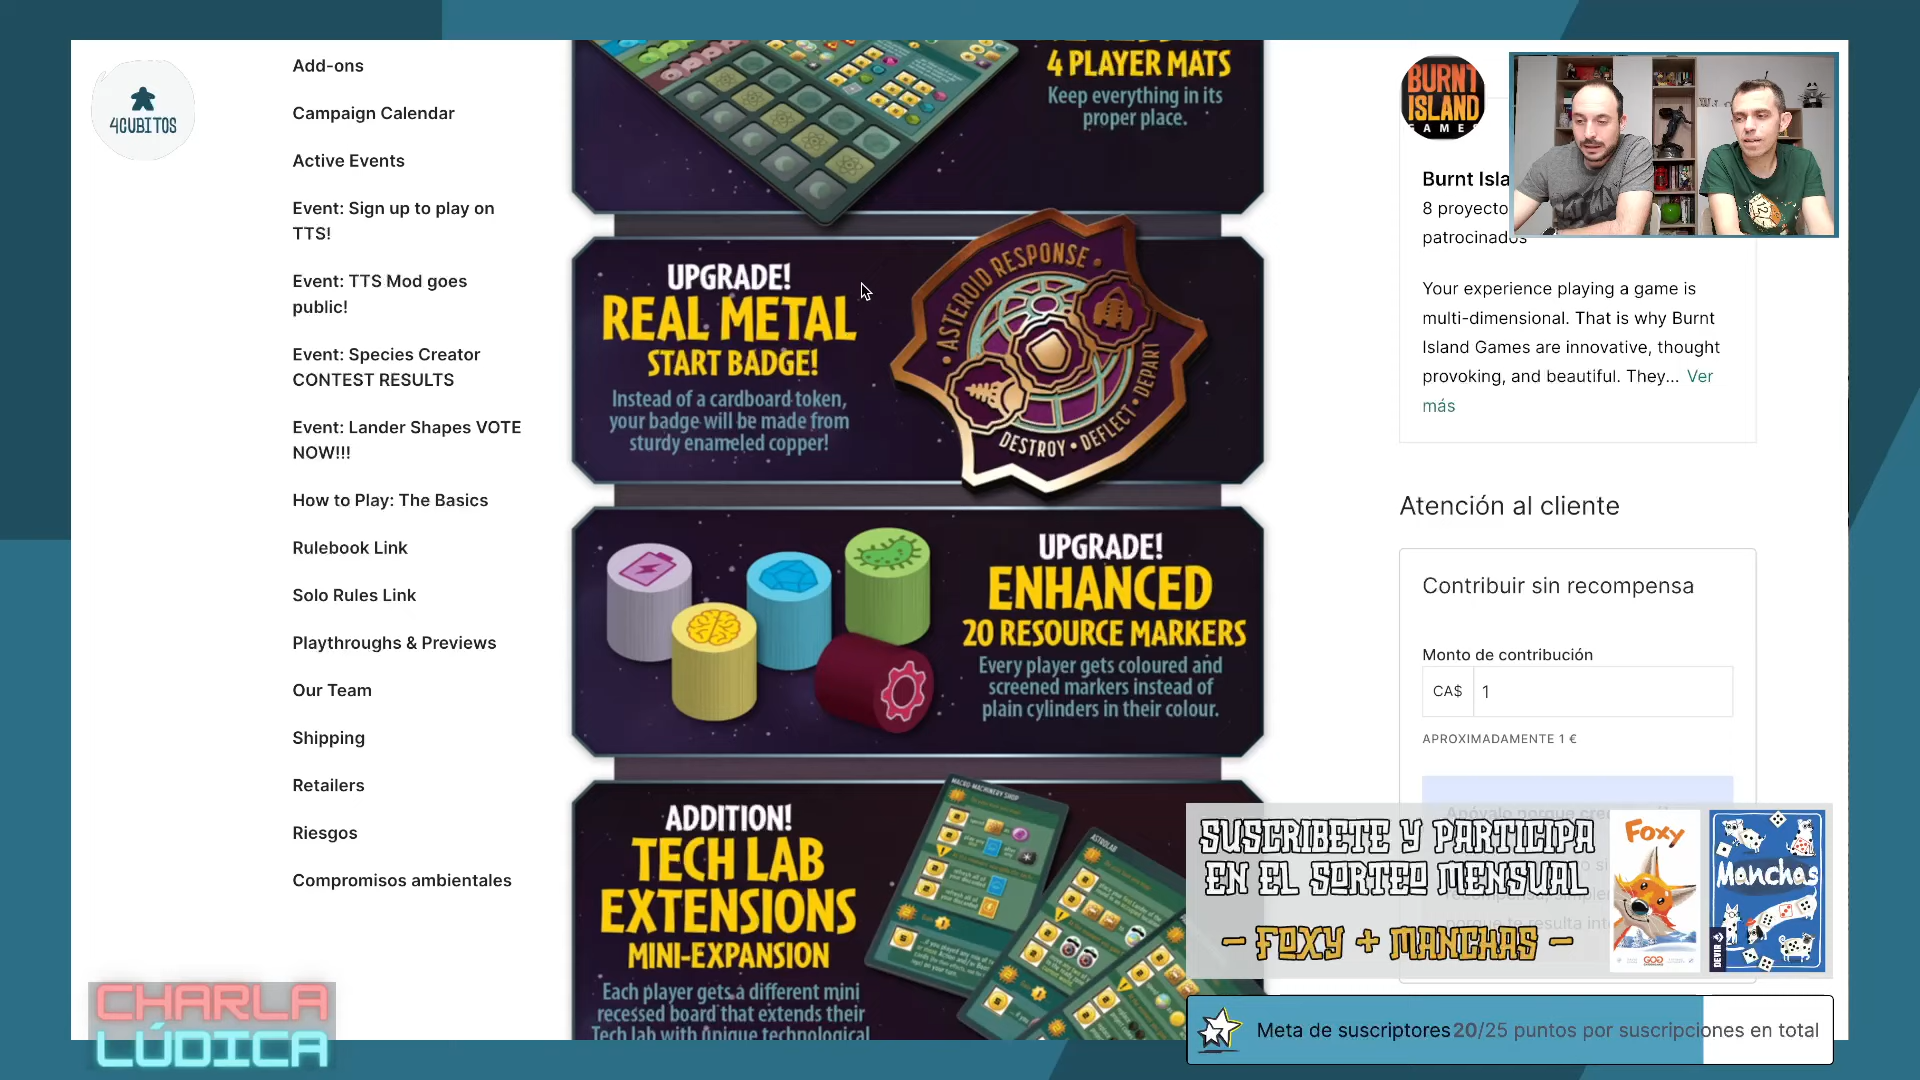 4CUBITOS
Add-ons
Campaign Calendar
Active Events
Event: Sign up to play on
TTS!
Event: TTS Mod goes
public!
Event: Species Creator
CONTEST RESULTS
Event: Lander Shapes VOTE
NOW!!!
How to Play: The Basics
Rulebook Link
Solo Rules Link
Playthroughs & Previews
Our Team
Shipping
Retailers
Riesgos
Compromisos ambientales
4 PLAYER MATS
Keep everything in its
proper place.
UPGRADE!
REAL METAL
START BADGE!
Instead of a cardboard token,
your badge will be made from
sturdy enameled copper!
ASTEROID RESPONSE
DESTROY • DEFLECT • DEPART
UPGRADE!
ENHANCED
20 RESOURCE MARKERS
Every player gets coloured and
screened markers instead of
plain cylinders in their colour.
ADDITION!
TECH LAB
EXTENSIONS
MINI-EXPANSION
Each player gets a different mini
recessed board that extends their
Tech lab with unique technological
MACRO MACHINERY SHOP
ASTROLAB
BURNT
ISLAND
GAMES
Burnt Isla
8 proyecto
patrocinados
Your experience playing a game is
multi-dimensional. That is why Burnt
Island Games are innovative, thought
provoking, and beautiful. They... Ver
más
Atención al cliente
Contribuir sin recompensa
Monto de contribución
CA$ 1
APROXIMADAMENTE 1 €
Apóyalo porque cre
SUSCRIBETE Y PARTICIPA
EN EL SORTEO MENSUAL
– FOXY + MANCHAS –
Foxy
Manchas
DEVIR
Meta de suscriptores 20/25 puntos por suscripciones en total
CHARLA
LÚDICA